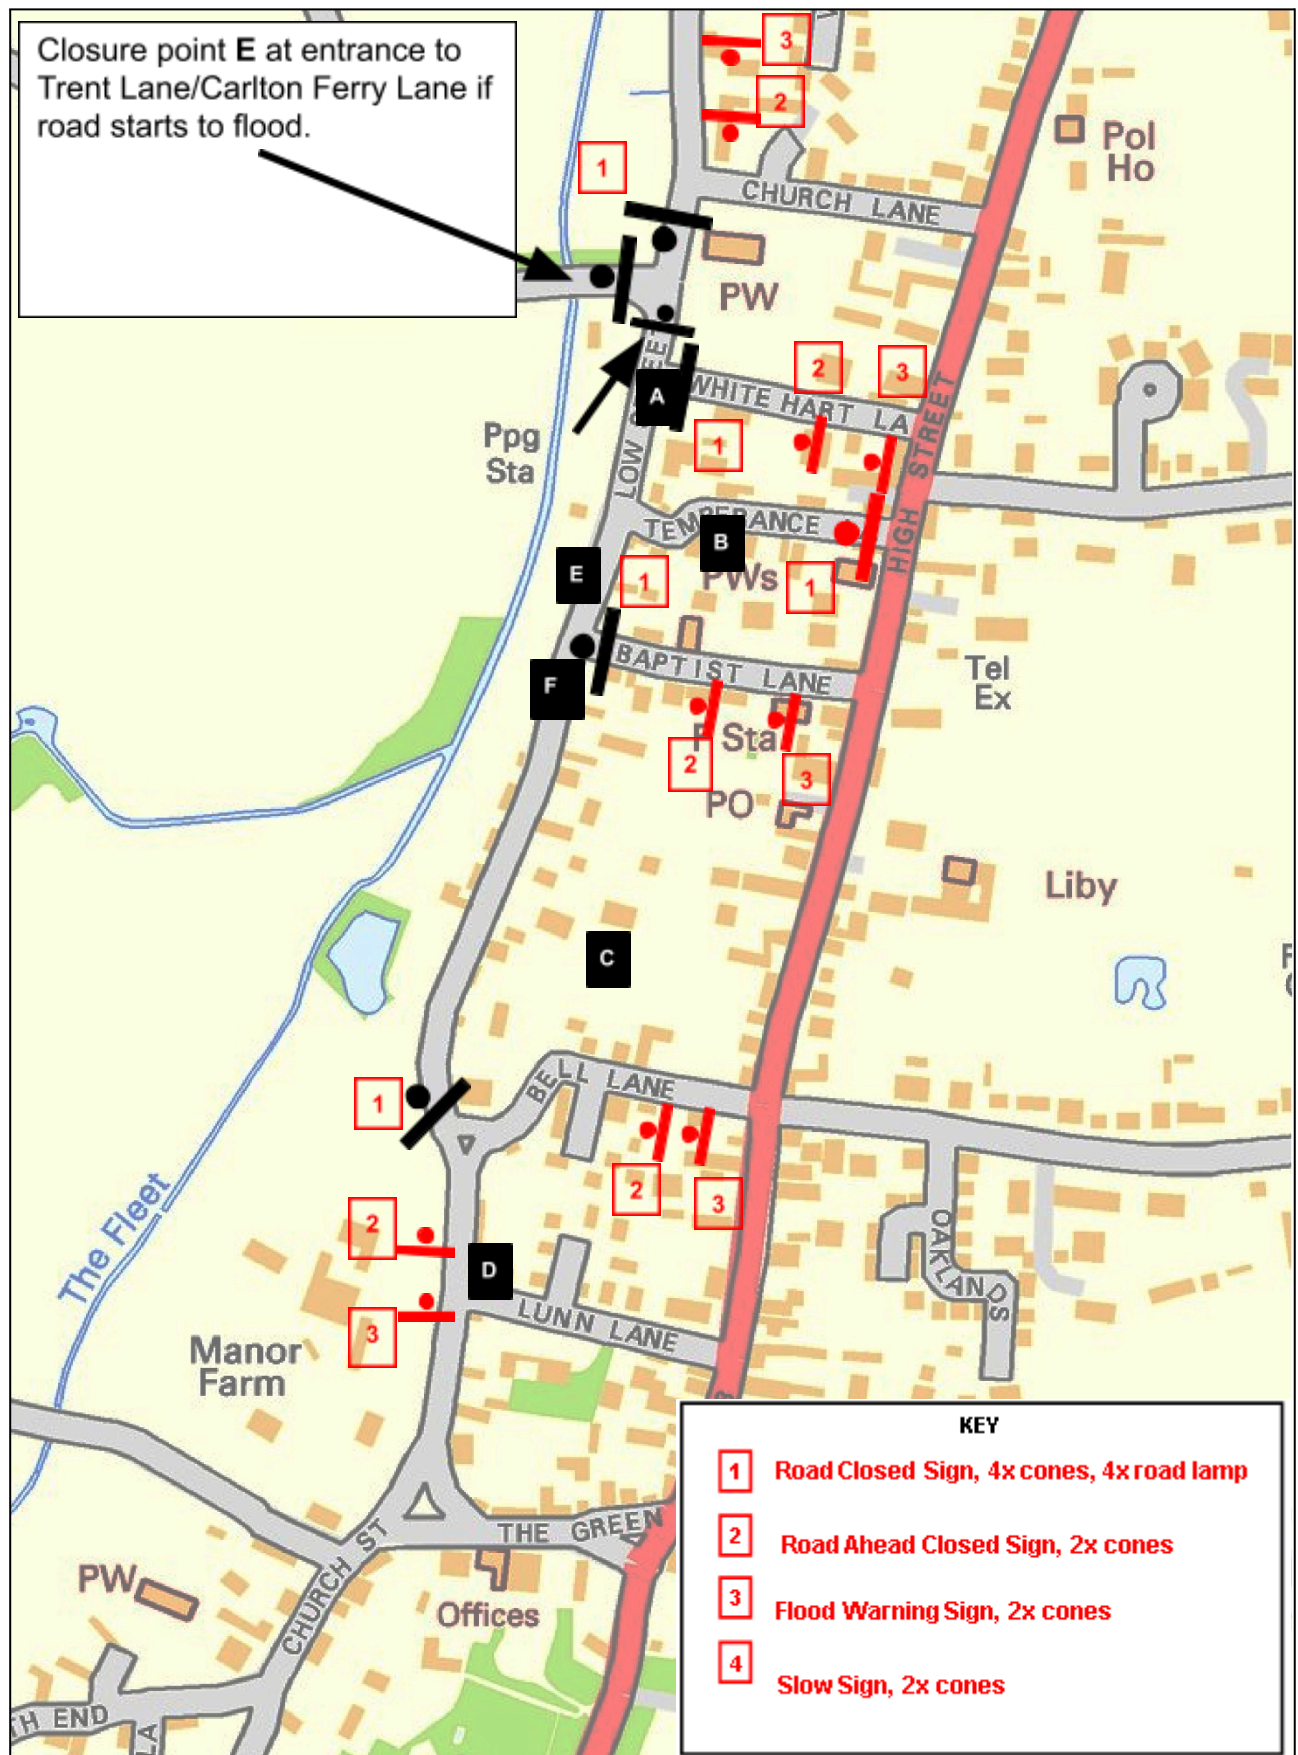 Closure point E at entrance to
Trent Lane/Carlton Ferry Lane if
road starts to flood.
3
2
1
Pol
Ho
CHURCH LANE
PW
2
3
WHITE HART LA
A
LOW
EE
Ppg
Sta
1
HIGH STREET
TEMPERANCE
B
E
1
PWs
1
BAPTIST LANE
Tel
Ex
F
Sta
2
3
PO
Liby
C
BELL LANE
1
2
3
The Fleet
2
D
OAKLANDS
LUNN LANE
3
Manor
Farm
KEY
1 Road Closed Sign, 4x cones, 4x road lamp
2 Road Ahead Closed Sign, 2x cones
3 Flood Warning Sign, 2x cones
4 Slow Sign, 2x cones
THE GREEN
CHURCH ST
PW
Offices
TH END
LA